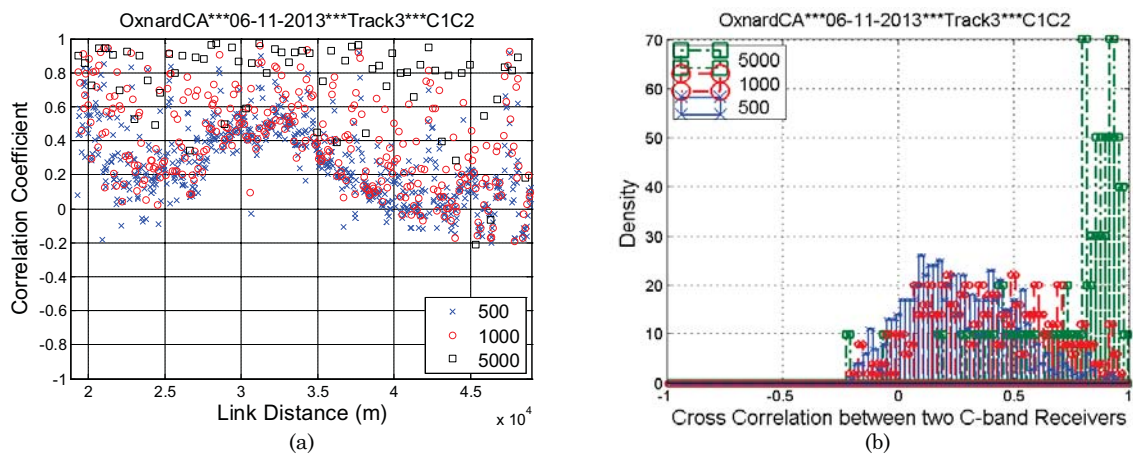 OxnardCA***06-11-2013***Track3***C1C2
1
0.8
0.6
0.4
0.2
0
-0.2
-0.4
-0.6
-0.8
-1
Correlation Coefficient
500
1000
5000
2 2.5 3 3.5 4 4.5
x 10^4
Link Distance (m)
(a)
OxnardCA***06-11-2013***Track3***C1C2
70
60
50
40
30
20
10
0
Density
5000
1000
500
-1 -0.5 0 0.5 1
Cross Correlation between two C-band Receivers
(b)